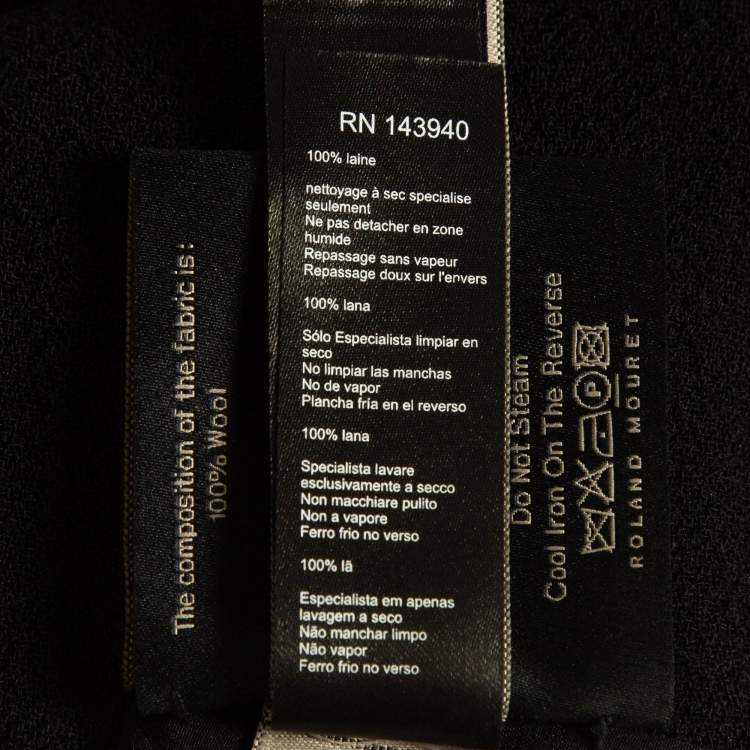 RN 143940
100% laine
nettoyage à sec specialise
seulement
Ne pas detacher en zone
humide
Repassage sans vapeur
Repassage doux sur l'envers
100% lana
Sólo Especialista limpiar en
seco
No limpiar las manchas
No de vapor
Plancha fría en el reverso
100% lana
Specialista lavare
esclusivamente a secco
Non macchiare pulito
Non a vapore
Ferro frio no verso
100% lã
Especialista em apenas
lavagem a seco
Não manchar limpo
Não vapor
Ferro frio no verso
The composition of the fabric is:
100% Wool
Do Not Steam
Cool Iron On The Reverse
P
ROLAND MOURET